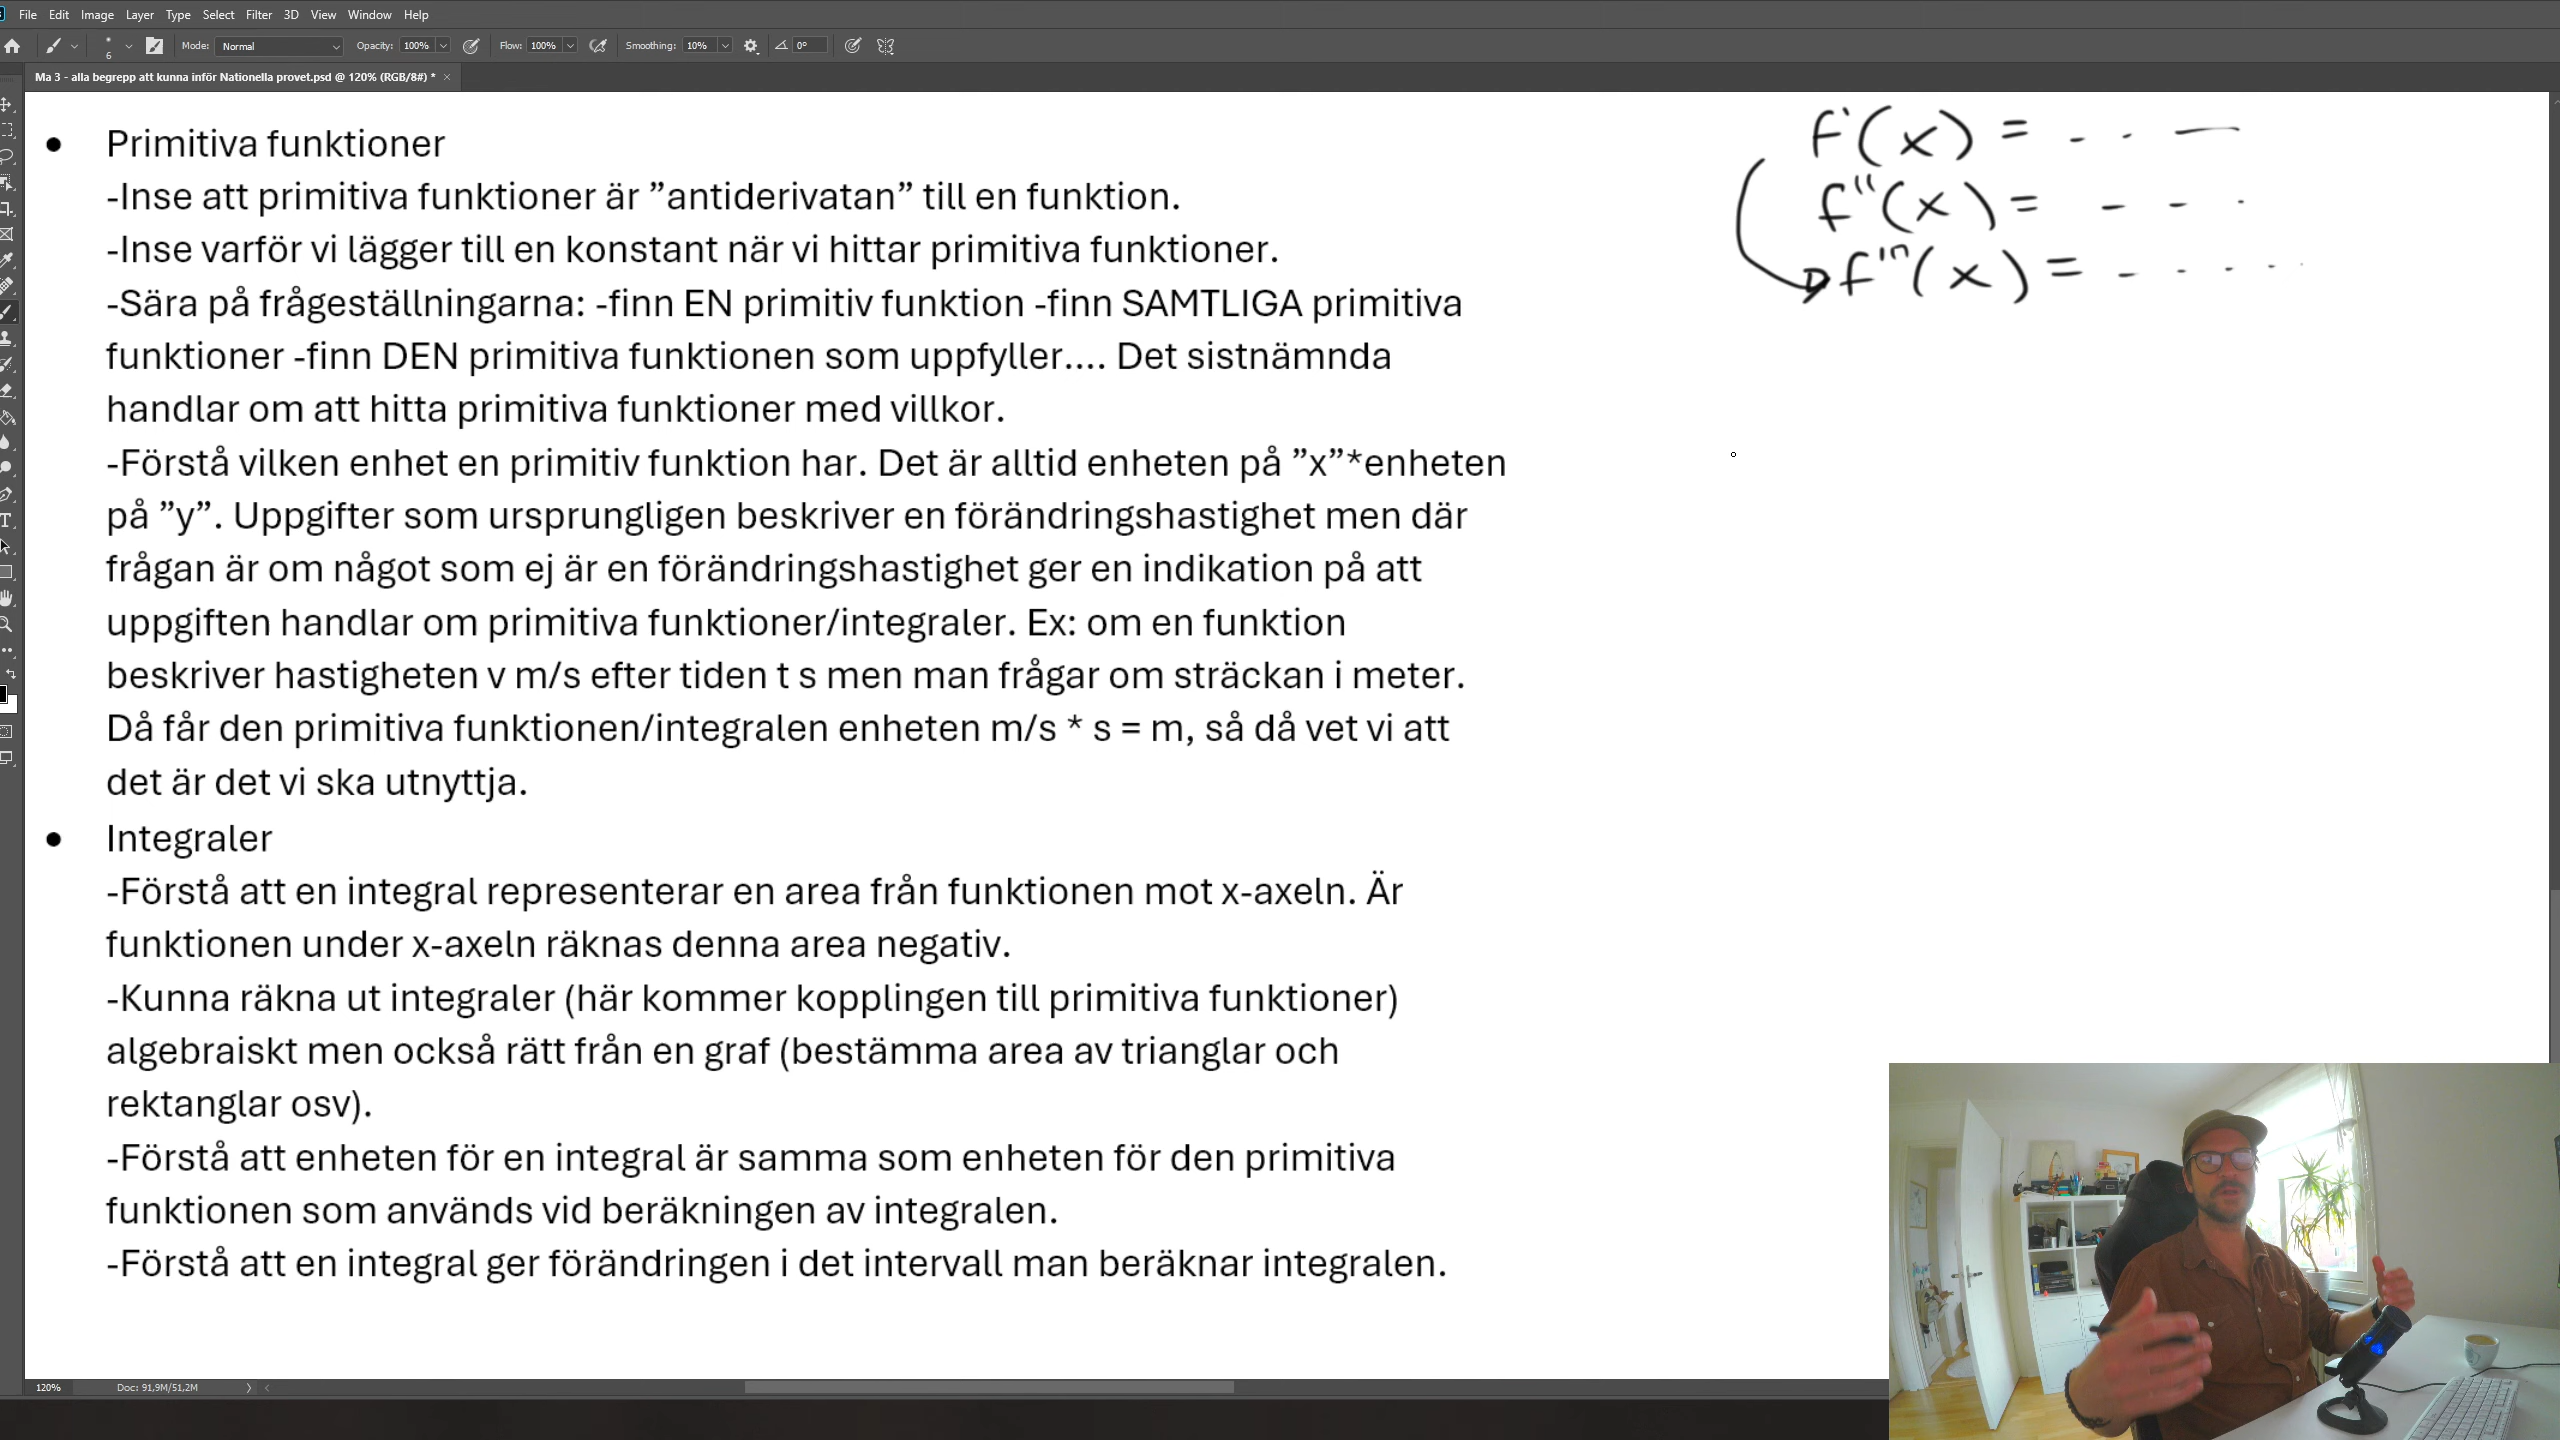 File Edit Image Layer Type Select Filter 3D View Window Help
6 Mode: Normal Opacity: 100% Flow: 100% Smoothing: 10% 0°
Ma 3 - alla begrepp att kunna inför Nationella provet.psd @ 120% (RGB/8#) * ×
• Primitiva funktioner
-Inse att primitiva funktioner är ”antiderivatan” till en funktion.
-Inse varför vi lägger till en konstant när vi hittar primitiva funktioner.
-Sära på frågeställningarna: -finn EN primitiv funktion -finn SAMTLIGA primitiva
funktioner -finn DEN primitiva funktionen som uppfyller.... Det sistnämnda
handlar om att hitta primitiva funktioner med villkor.
-Förstå vilken enhet en primitiv funktion har. Det är alltid enheten på ”x”*enheten
på ”y”. Uppgifter som ursprungligen beskriver en förändringshastighet men där
frågan är om något som ej är en förändringshastighet ger en indikation på att
uppgiften handlar om primitiva funktioner/integraler. Ex: om en funktion
beskriver hastigheten v m/s efter tiden t s men man frågar om sträckan i meter.
Då får den primitiva funktionen/integralen enheten m/s * s = m, så då vet vi att
det är det vi ska utnyttja.
• Integraler
-Förstå att en integral representerar en area från funktionen mot x-axeln. Är
funktionen under x-axeln räknas denna area negativ.
-Kunna räkna ut integraler (här kommer kopplingen till primitiva funktioner)
algebraiskt men också rätt från en graf (bestämma area av trianglar och
rektanglar osv).
-Förstå att enheten för en integral är samma som enheten för den primitiva
funktionen som används vid beräkningen av integralen.
-Förstå att en integral ger förändringen i det intervall man beräknar integralen.
f'(x) = - - —
f''(x) = - - -
f'''(x) = - - - - -
120% Doc: 91,9M/51,2M